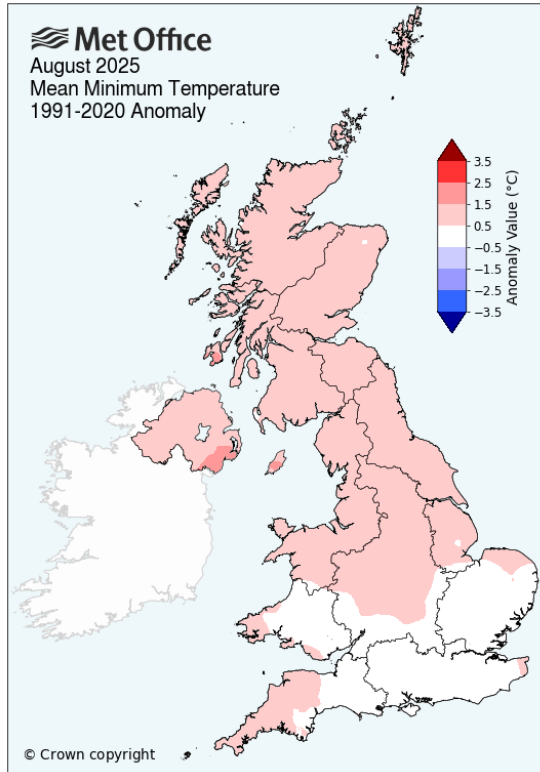 Met Office
August 2025
Mean Minimum Temperature
1991-2020 Anomaly
3.5
2.5
1.5
0.5
−0.5
−1.5
−2.5
−3.5
Anomaly Value (°C)
© Crown copyright